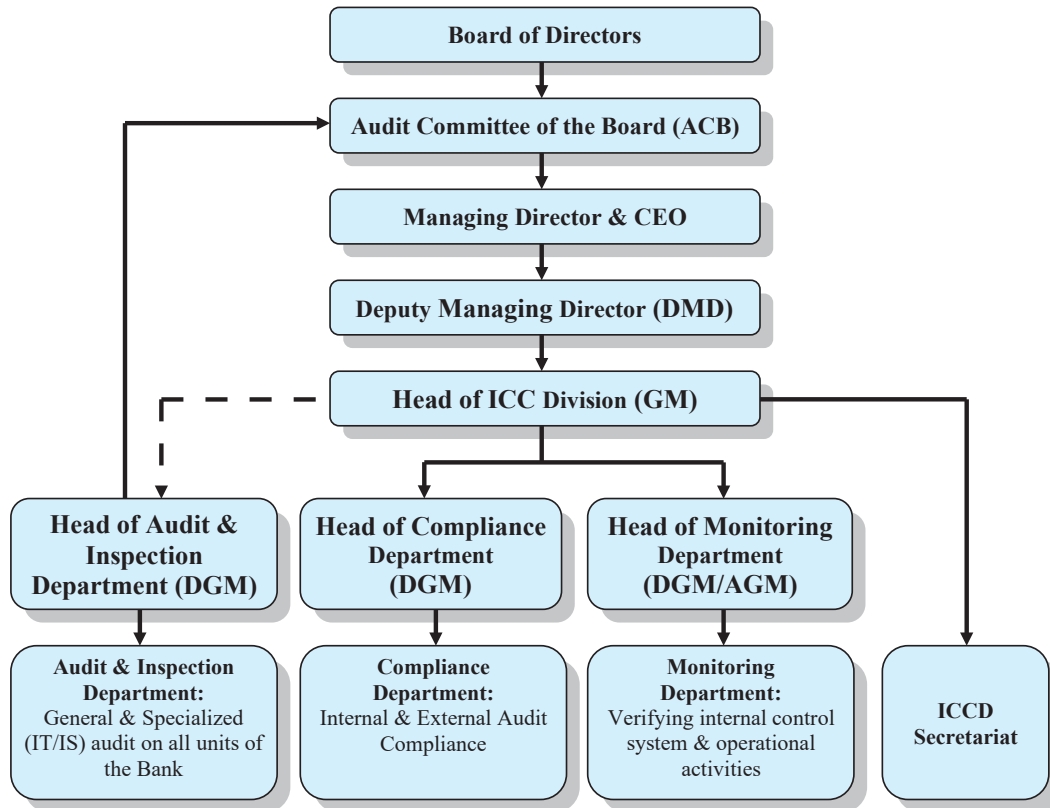 Board of Directors
Audit Committee of the Board (ACB)
Managing Director & CEO
Deputy Managing Director (DMD)
Head of ICC Division (GM)
Head of Audit &
Inspection
Department (DGM)
Head of Compliance
Department
(DGM)
Head of Monitoring
Department
(DGM/AGM)
Audit & Inspection
Department:
General & Specialized
(IT/IS) audit on all units of
the Bank
Compliance
Department:
Internal & External Audit
Compliance
Monitoring
Department:
Verifying internal control
system & operational
activities
ICCD
Secretariat